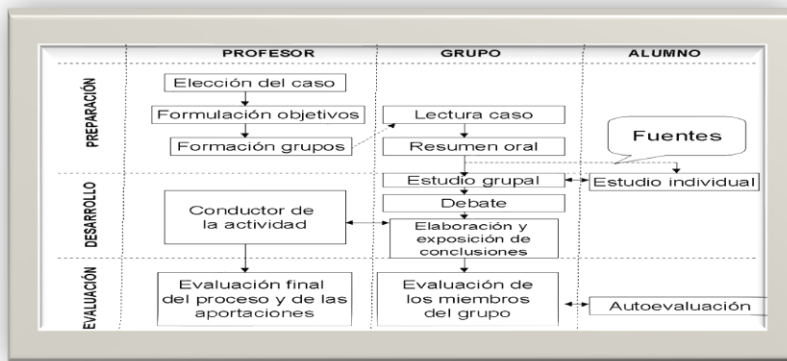 PROFESOR GRUPO ALUMNO
PREPARACIÓN
Elección del caso
Formulación objetivos
Formación grupos
Lectura caso
Resumen oral
Fuentes
DESARROLLO
Estudio grupal
Estudio individual
Debate
Conductor de
la actividad
Elaboración y
exposición de
conclusiones
EVALUACIÓN
Evaluación final
del proceso y de las
aportaciones
Evaluación de
los miembros
del grupo
Autoevaluación